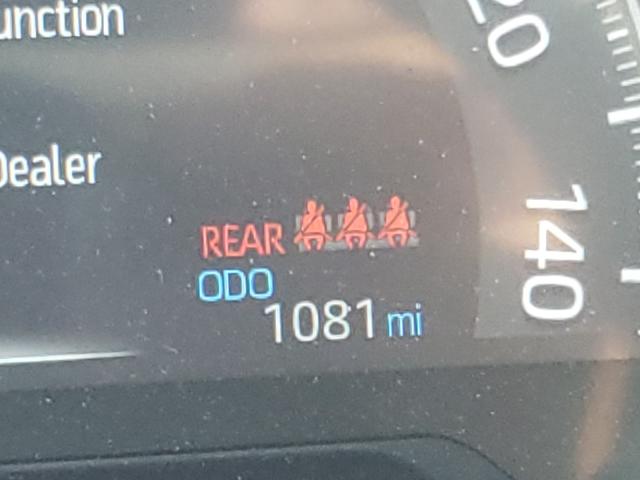 unction
20
Dealer
140
REAR
ODO
1081 mi